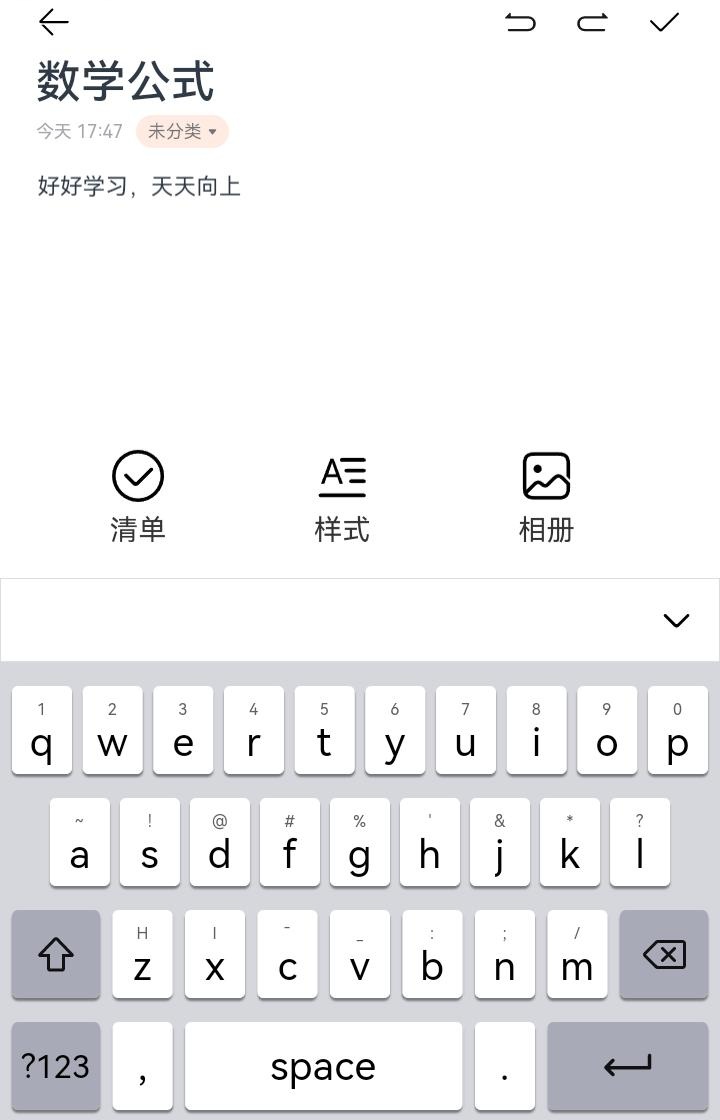 数学公式
今天 17:47 未分类
好好学习，天天向上
清单 样式 相册
1 2 3 4 5 6 7 8 9 0
q w e r t y u i o p
~ ! @ # % ' & * ?
a s d f g h j k l
H I - _ : ; /
z x c v b n m
?123 , space .